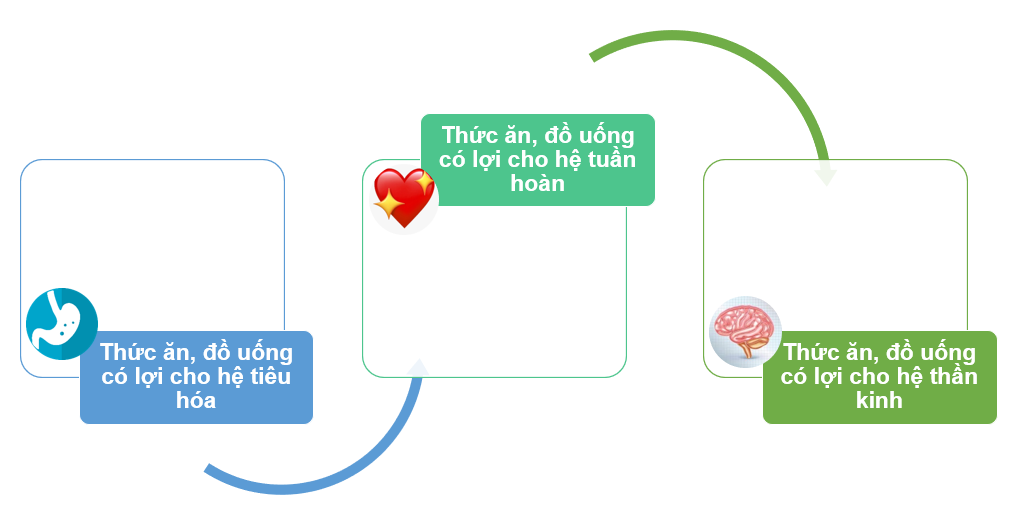 Thức ăn, đồ uống
có lợi cho hệ tiêu
hóa
Thức ăn, đồ uống
có lợi cho hệ tuần
hoàn
Thức ăn, đồ uống
có lợi cho hệ thần
kinh